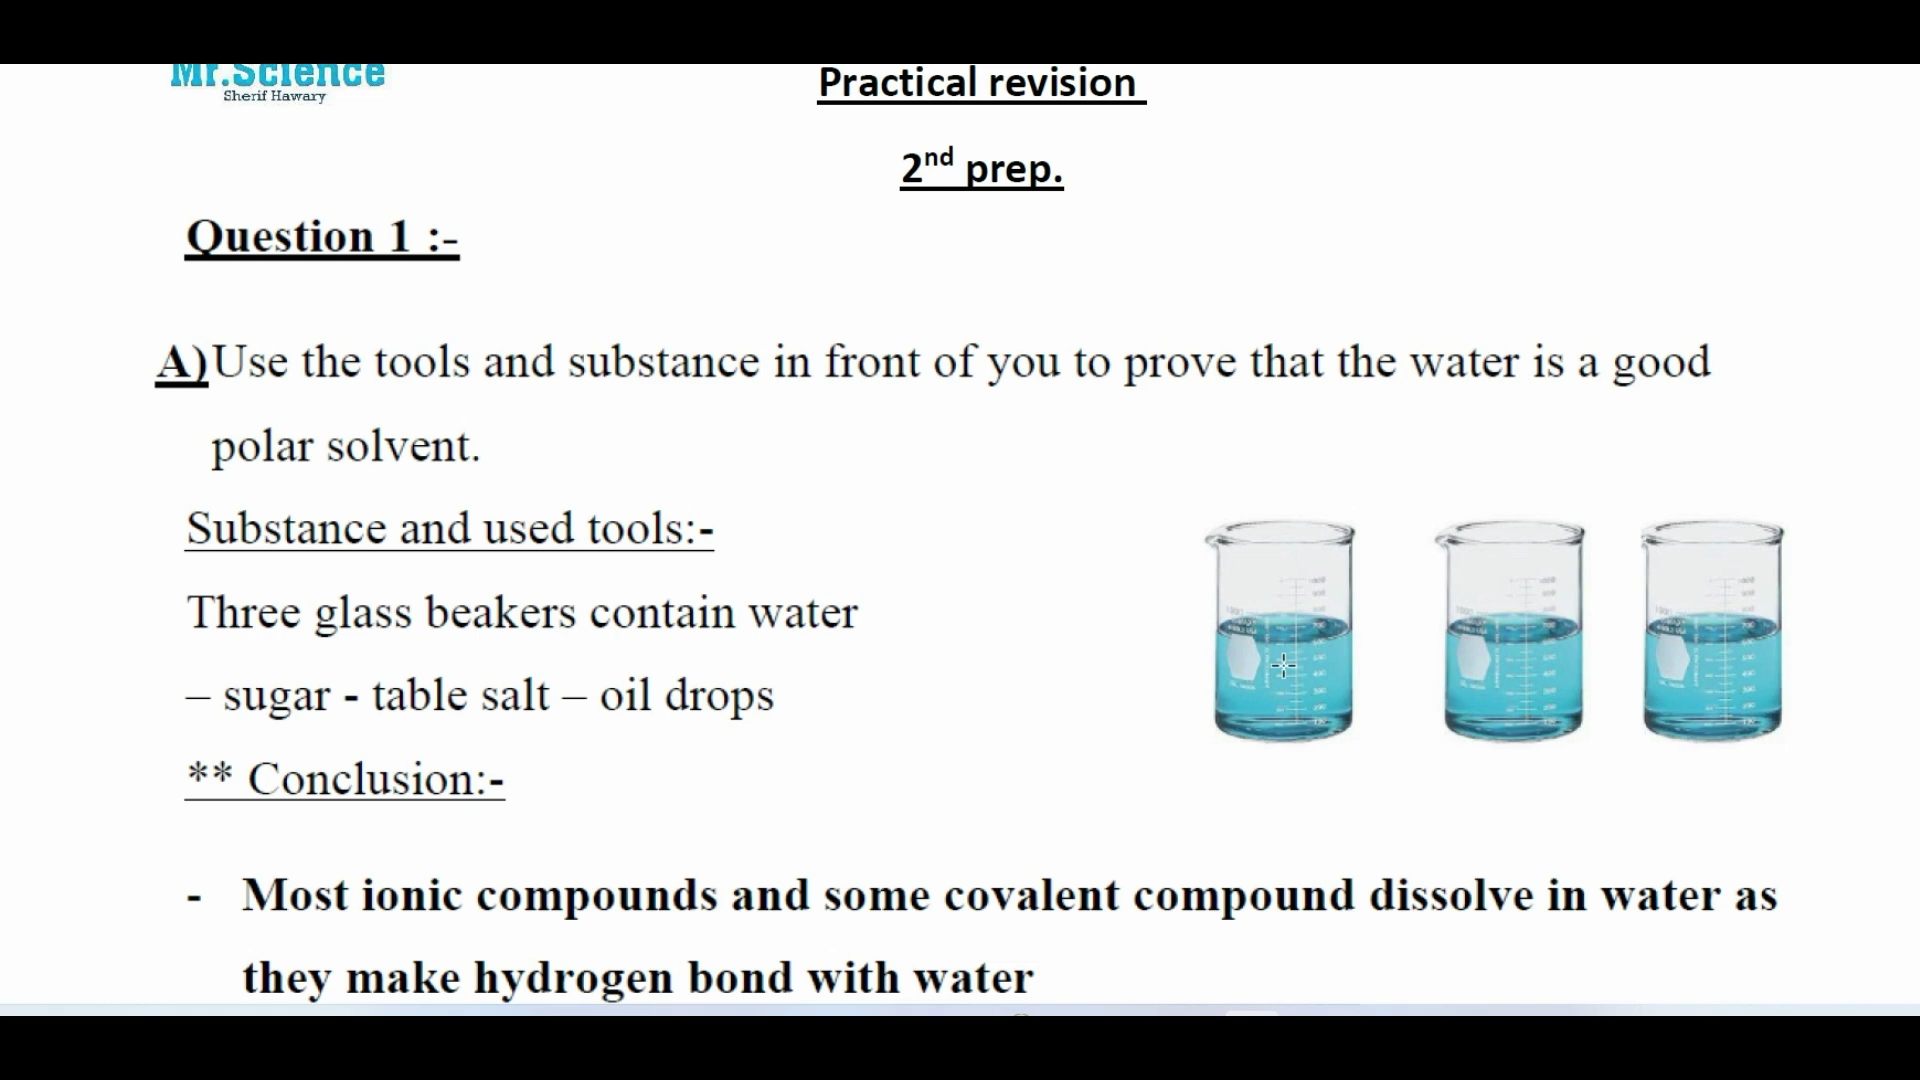 Mr.Science
Sherif Hawary
Practical revision
2nd prep.
Question 1 :-
A)Use the tools and substance in front of you to prove that the water is a good
polar solvent.
Substance and used tools:-
Three glass beakers contain water
– sugar - table salt – oil drops
** Conclusion:-
- Most ionic compounds and some covalent compound dissolve in water as
they make hydrogen bond with water